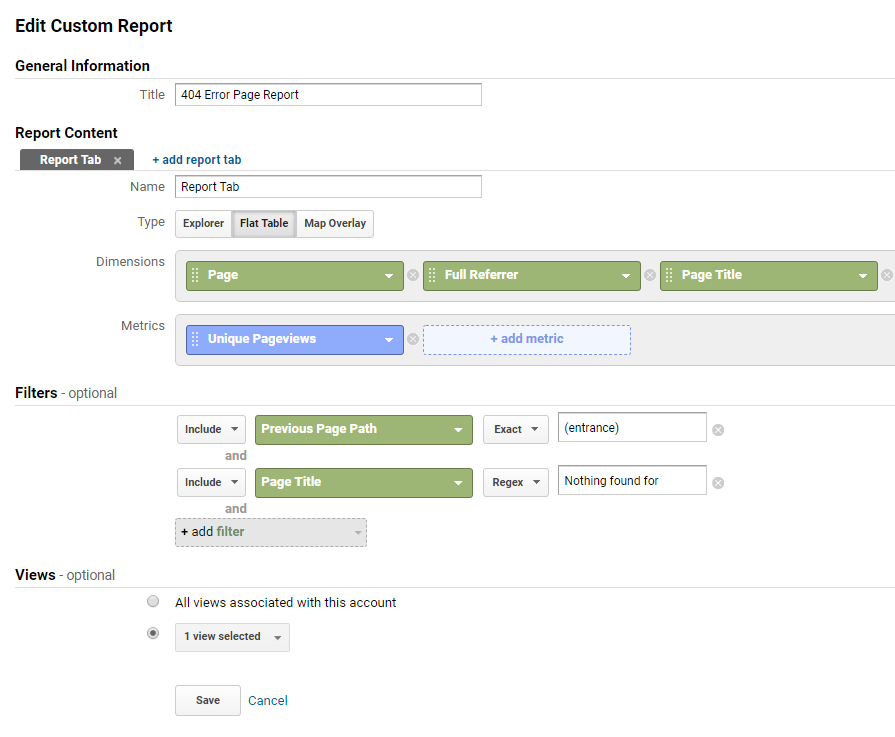 Edit Custom Report
General Information
Title 404 Error Page Report
Report Content
Report Tab × + add report tab
Name Report Tab
Type Explorer Flat Table Map Overlay
Dimensions Page Full Referrer Page Title
Metrics Unique Pageviews + add metric
Filters - optional
Include Previous Page Path Exact (entrance)
and
Include Page Title Regex Nothing found for
and
+ add filter
Views - optional
All views associated with this account
1 view selected
Save Cancel